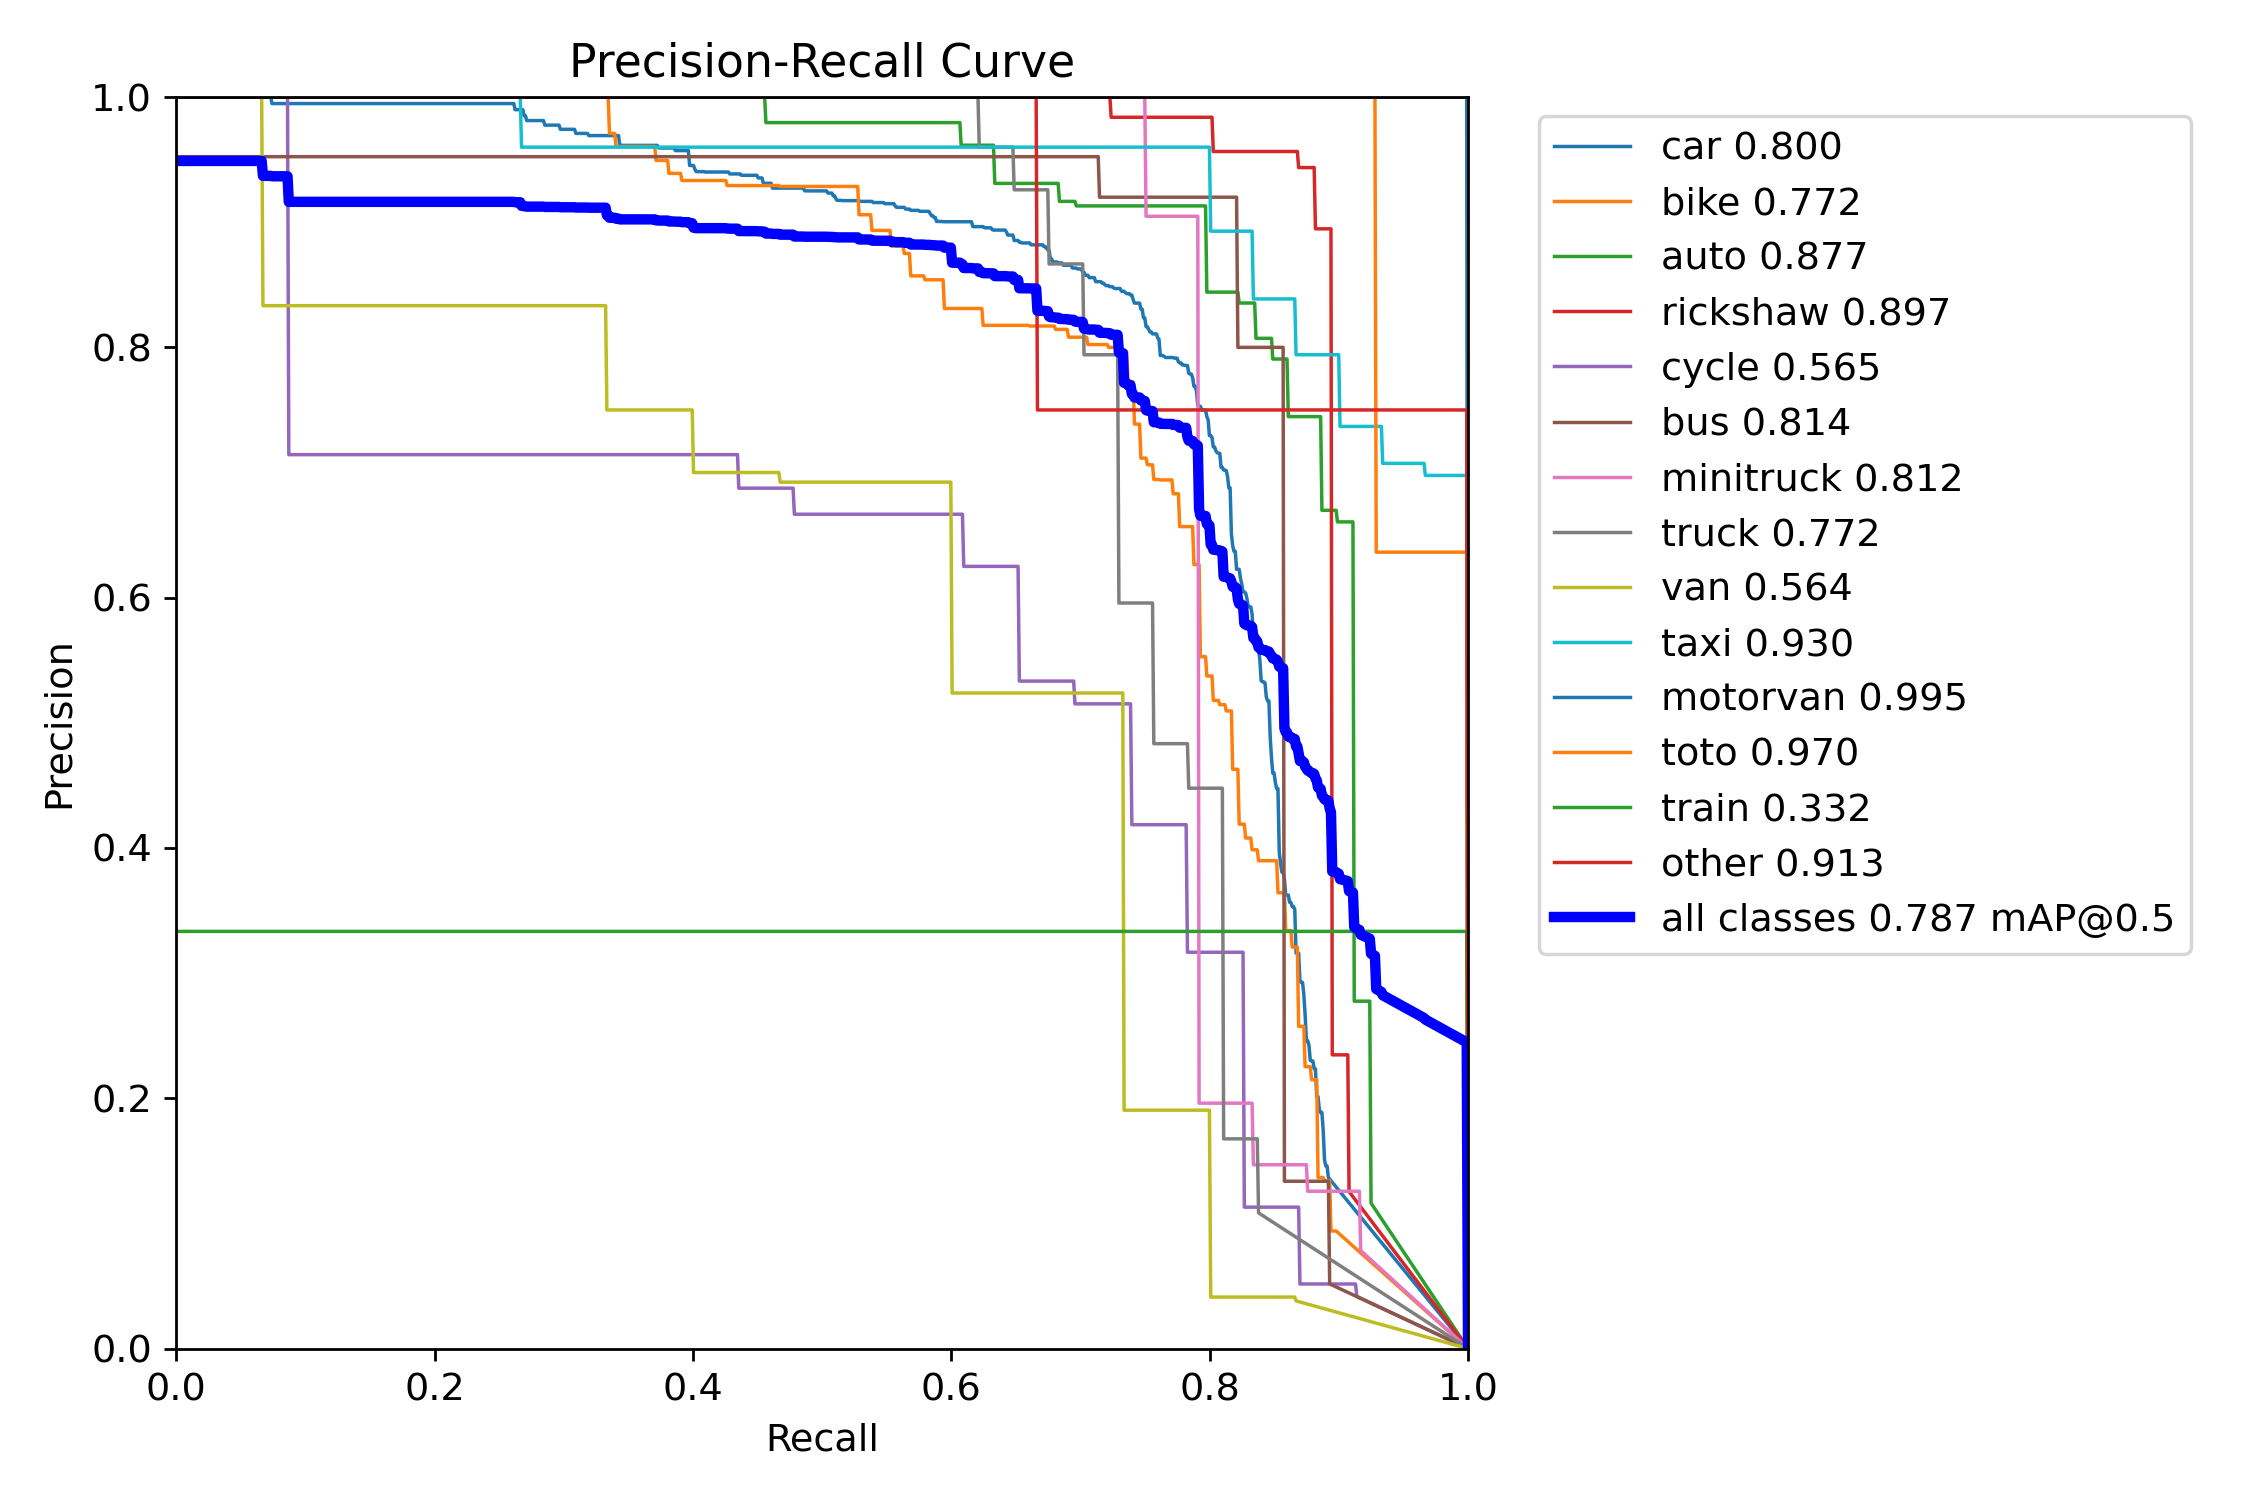 Precision-Recall Curve
1.0
0.8
0.6
0.4
0.2
0.0
Precision
0.0 0.2 0.4 0.6 0.8 1.0
Recall
car 0.800
bike 0.772
auto 0.877
rickshaw 0.897
cycle 0.565
bus 0.814
minitruck 0.812
truck 0.772
van 0.564
taxi 0.930
motorvan 0.995
toto 0.970
train 0.332
other 0.913
all classes 0.787 mAP@0.5